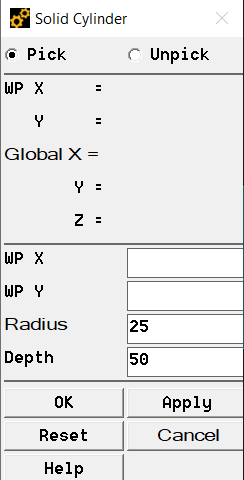 Solid Cylinder
Pick Unpick
WP X =
Y =
Global X =
Y =
Z =
WP X
WP Y
Radius 25
Depth 50
OK Apply
Reset Cancel
Help